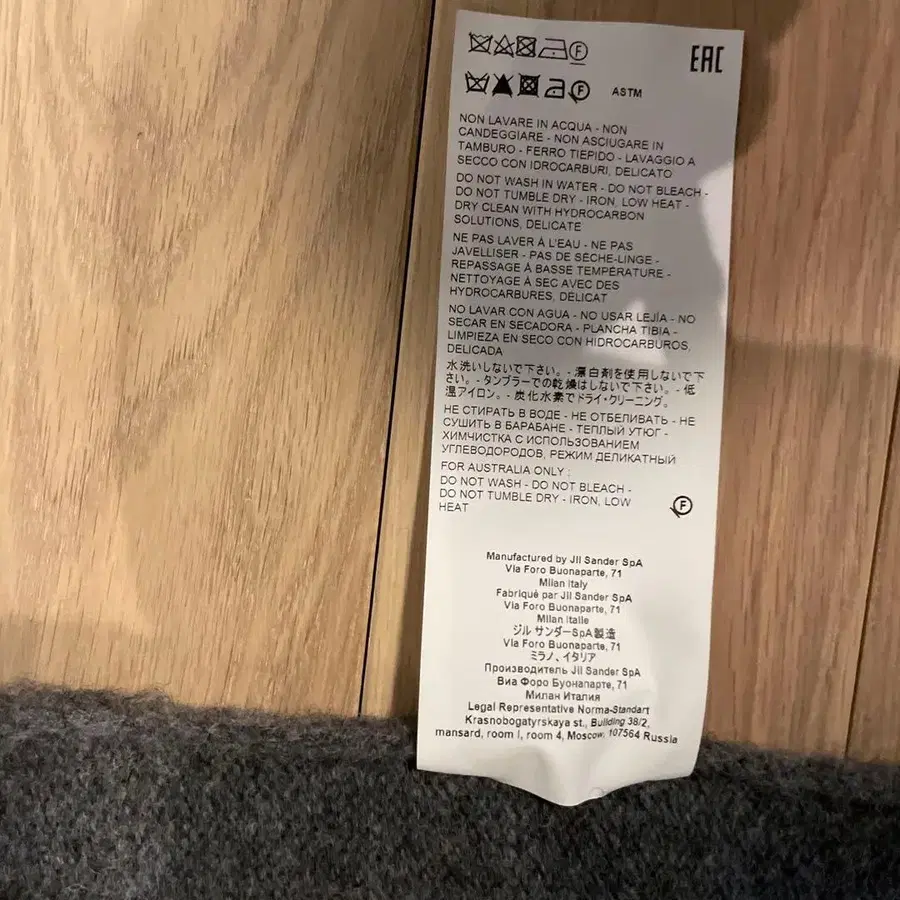 F
EAC
F
ASTM
NON LAVARE IN ACQUA - NON
CANDEGGIARE - NON ASCIUGARE IN
TAMBURO - FERRO TIEPIDO - LAVAGGIO A
SECCO CON IDROCARBURI, DELICATO
DO NOT WASH IN WATER - DO NOT BLEACH -
DO NOT TUMBLE DRY - IRON, LOW HEAT -
DRY CLEAN WITH HYDROCARBON
SOLUTIONS, DELICATE
NE PAS LAVER À L'EAU - NE PAS
JAVELLISER - PAS DE SÈCHE-LINGE -
REPASSAGE À BASSE TEMPÉRATURE -
NETTOYAGE À SEC AVEC DES
HYDROCARBURES, DÉLICAT
NO LAVAR CON AGUA - NO USAR LEJÍA - NO
SECAR EN SECADORA - PLANCHA TIBIA -
LIMPIEZA EN SECO CON HIDROCARBUROS,
DELICADA
水洗いしないで下さい。- 漂白剤を使用しないで下
さい。- タンブラーでの乾燥はしないで下さい。- 低
温アイロン。- 炭化水素でドライ・クリーニング。
НЕ СТИРАТЬ В ВОДЕ - НЕ ОТБЕЛИВАТЬ - НЕ
СУШИТЬ В БАРАБАНЕ - ТЕПЛЫЙ УТЮГ -
ХИМЧИСТКА С ИСПОЛЬЗОВАНИЕМ
УГЛЕВОДОРОДОВ, РЕЖИМ ДЕЛИКАТНЫЙ
FOR AUSTRALIA ONLY :
DO NOT WASH - DO NOT BLEACH -
DO NOT TUMBLE DRY - IRON, LOW
HEAT
F
Manufactured by Jil Sander SpA
Via Foro Buonaparte, 71
Milan Italy
Fabriqué par Jil Sander SpA
Via Foro Buonaparte, 71
Milan Italie
ジル サンダーSpA製造
Via Foro Buonaparte, 71
ミラノ、イタリア
Производитель Jil Sander SpA
Виа Форо Буонапарте, 71
Милан Италия
Legal Representative Norma-Standart
Krasnobogatyrskaya st., Building 38/2,
mansard, room I, room 4, Moscow, 107564 Russia